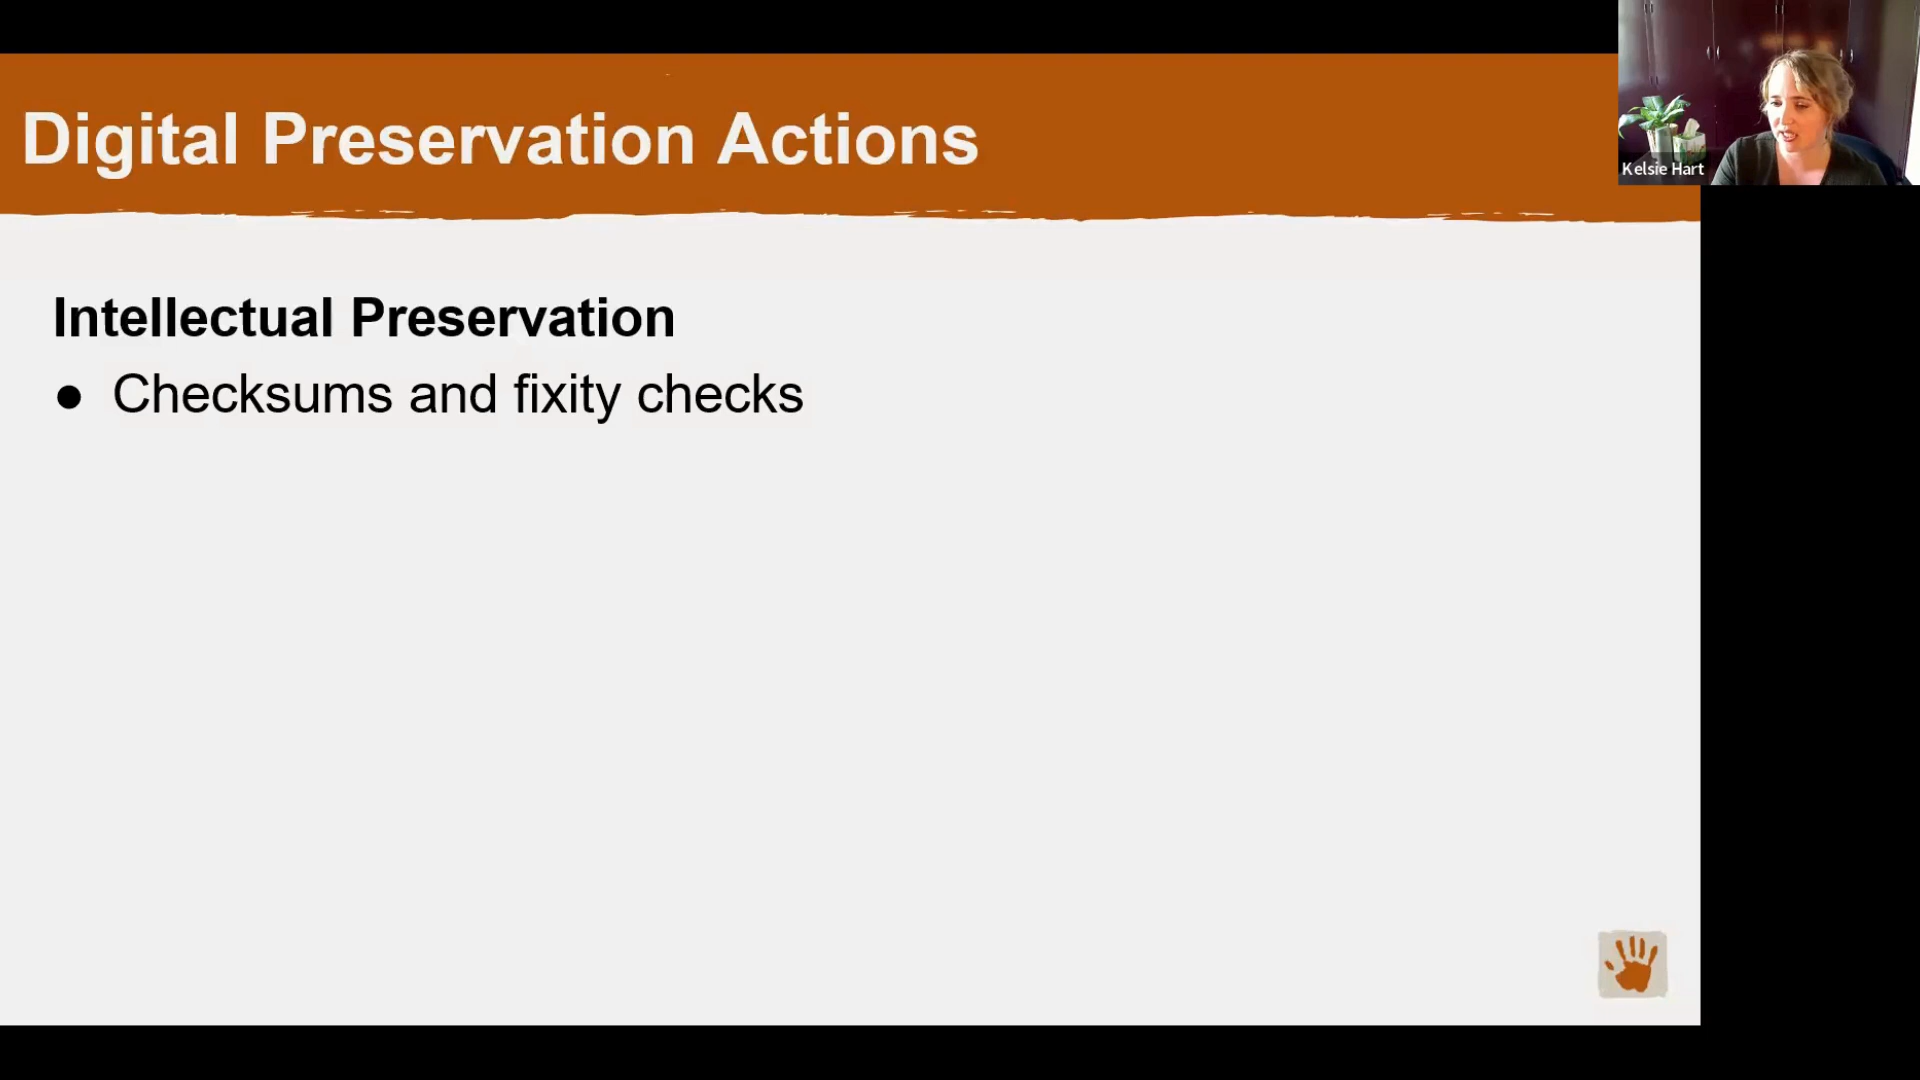 Digital Preservation Actions
Kelsie Hart
Intellectual Preservation
● Checksums and fixity checks